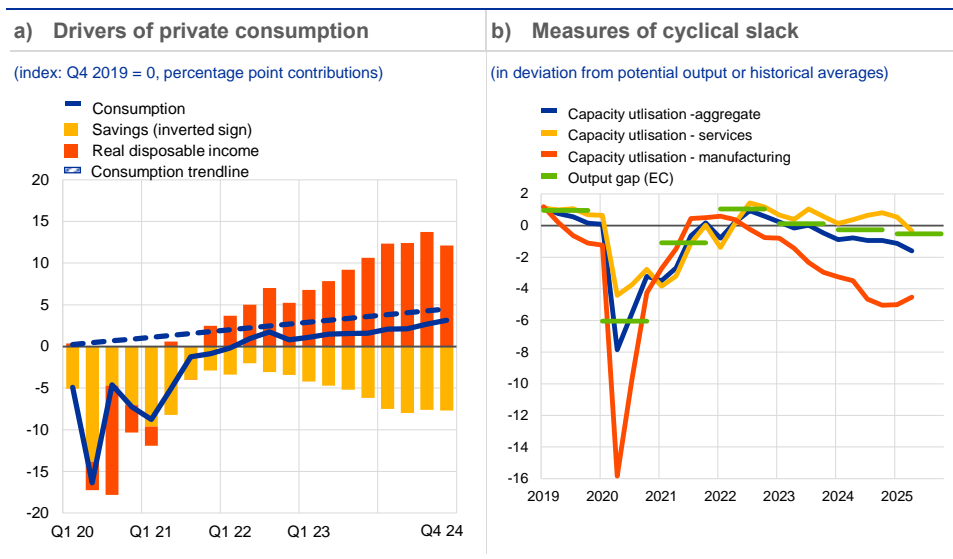 a) Drivers of private consumption
(index: Q4 2019 = 0, percentage point contributions)
Consumption
Savings (inverted sign)
Real disposable income
Consumption trendline
20
15
10
5
0
-5
-10
-15
-20
Q1 20
Q1 21
Q1 22
Q1 23
Q4 24
b) Measures of cyclical slack
(in deviation from potential output or historical averages)
Capacity utlisation -aggregate
Capacity utlisation - services
Capacity utlisation - manufacturing
Output gap (EC)
2
0
-2
-4
-6
-8
-10
-12
-14
-16
2019
2020
2021
2022
2023
2024
2025